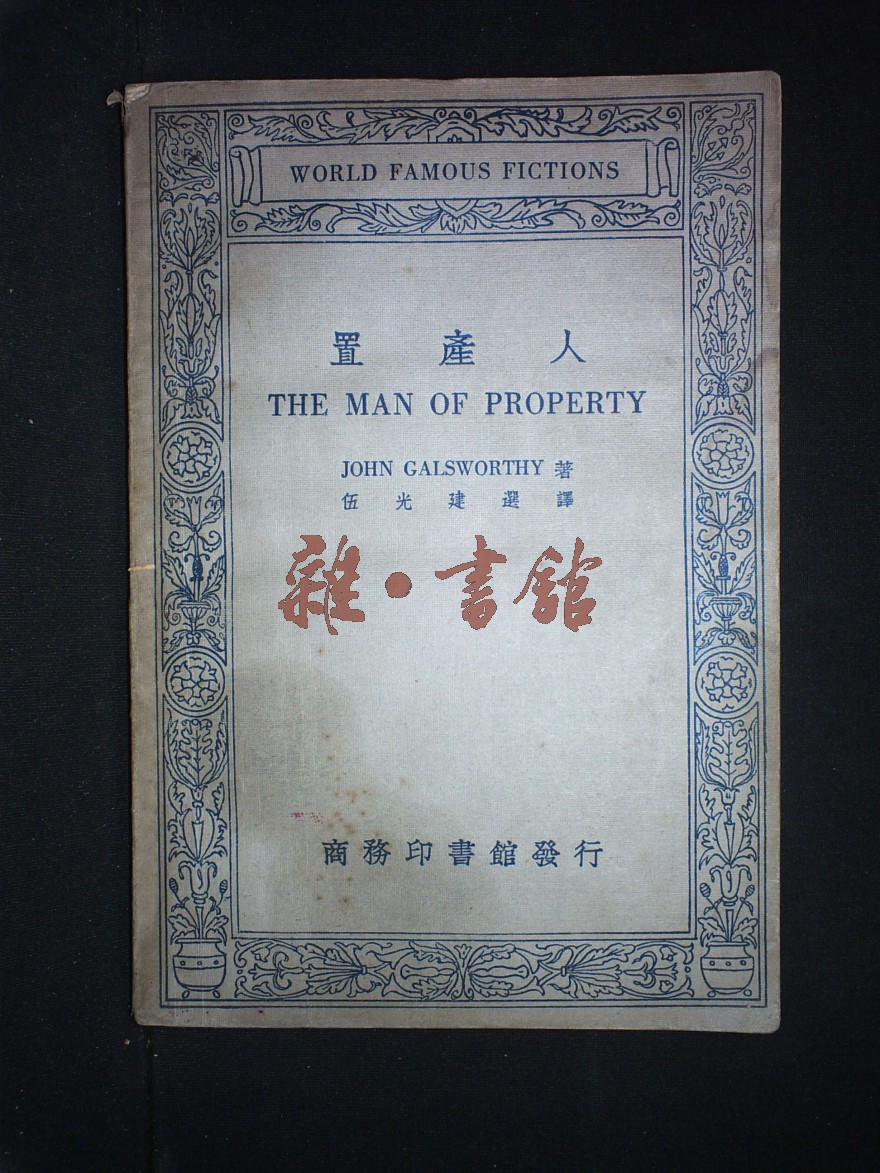 WORLD FAMOUS FICTIONS
置產人
THE MAN OF PROPERTY
JOHN GALSWORTHY 著
伍光建選譯
雜·書館
商務印書館發行